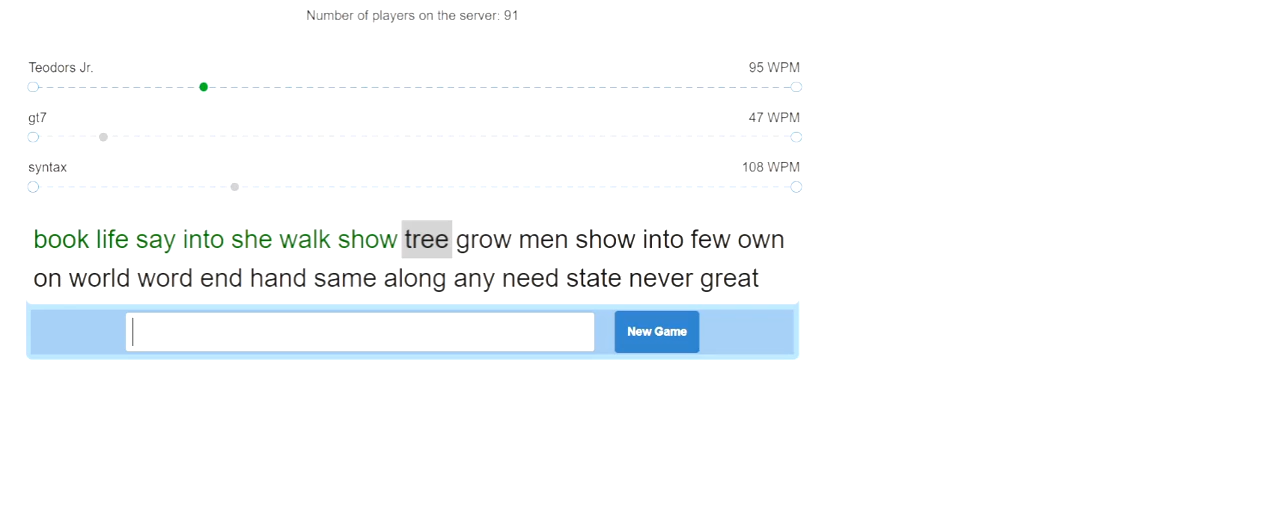 Number of players on the server: 91
Teodors Jr. 95 WPM
gt7 47 WPM
syntax 108 WPM
book life say into she walk show tree grow men show into few own
on world word end hand same along any need state never great
New Game